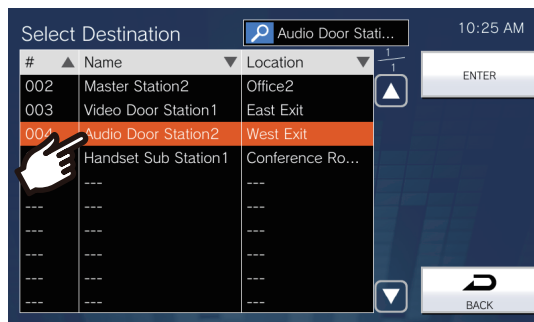 Select Destination
Audio Door Stati...
10:25 AM
# Name Location
1
1
ENTER
002 Master Station2 Office2
003 Video Door Station1 East Exit
004 Audio Door Station2 West Exit
Handset Sub Station1 Conference Ro...
--- ---
--- --- ---
--- --- ---
--- --- ---
--- --- ---
BACK